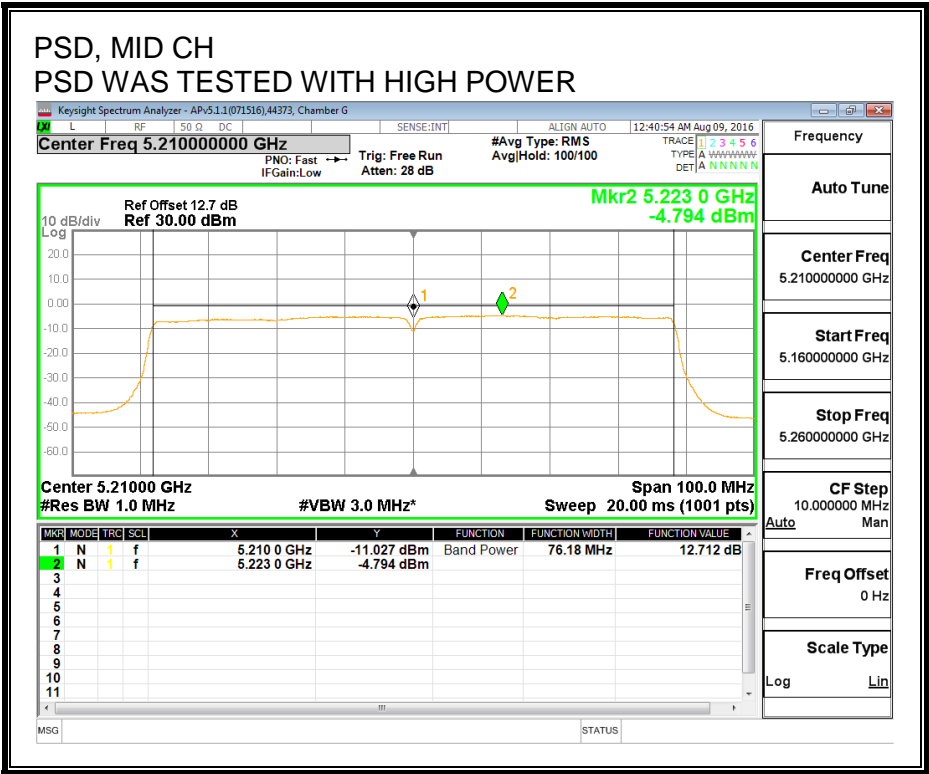 PSD, MID CH
PSD WAS TESTED WITH HIGH POWER
Keysight Spectrum Analyzer - APv5.1.1(071516),44373, Chamber G
LXI L RF 50 Ω DC SENSE:INT ALIGN AUTO 12:40:54 AM Aug 09, 2016
Center Freq 5.210000000 GHz
PNO: Fast
IFGain:Low
Trig: Free Run
Atten: 28 dB
#Avg Type: RMS
Avg|Hold: 100/100
TRACE 1 2 3 4 5 6
TYPE A WWWWW
DET A N N N N N
Mkr2 5.223 0 GHz
-4.794 dBm
Ref Offset 12.7 dB
10 dB/div Ref 30.00 dBm
Log
20.0
10.0
0.00
-10.0
-20.0
-30.0
-40.0
-50.0
-60.0
1
2
Center 5.21000 GHz Span 100.0 MHz
#Res BW 1.0 MHz #VBW 3.0 MHz* Sweep 20.00 ms (1001 pts)
MKR MODE TRC SCL X Y FUNCTION FUNCTION WIDTH FUNCTION VALUE
1 N 1 f 5.210 0 GHz -11.027 dBm Band Power 76.18 MHz 12.712 dB
2 N 1 f 5.223 0 GHz -4.794 dBm
3
4
5
6
7
8
9
10
11
MSG STATUS
Frequency
Auto Tune
Center Freq
5.210000000 GHz
Start Freq
5.160000000 GHz
Stop Freq
5.260000000 GHz
CF Step
10.000000 MHz
Auto Man
Freq Offset
0 Hz
Scale Type
Log Lin